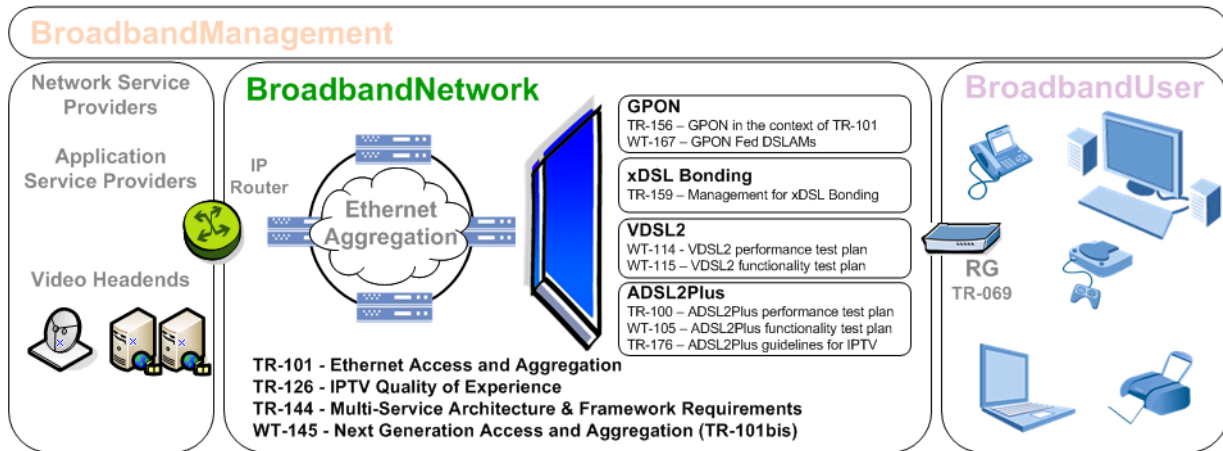 BroadbandManagement
Network Service
Providers
Application
Service Providers
Video Headends
IP
Router
BroadbandNetwork
Ethernet
Aggregation
GPON
TR-156 – GPON in the context of TR-101
WT-167 – GPON Fed DSLAMs
xDSL Bonding
TR-159 – Management for xDSL Bonding
VDSL2
WT-114 - VDSL2 performance test plan
WT-115 – VDSL2 functionality test plan
ADSL2Plus
TR-100 – ADSL2Plus performance test plan
WT-105 – ADSL2Plus functionality test plan
TR-176 – ADSL2Plus guidelines for IPTV
TR-101 - Ethernet Access and Aggregation
TR-126 - IPTV Quality of Experience
TR-144 - Multi-Service Architecture & Framework Requirements
WT-145 - Next Generation Access and Aggregation (TR-101bis)
BroadbandUser
RG
TR-069